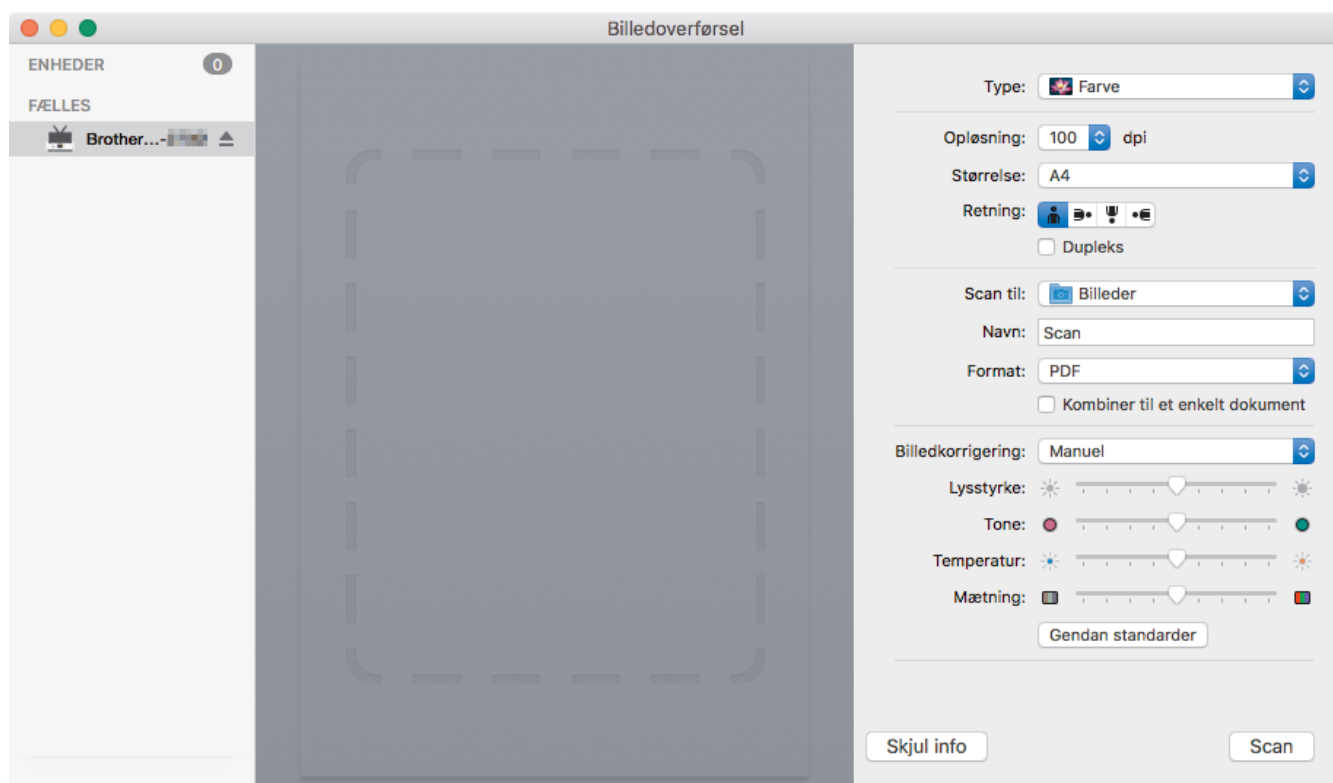 Billedoverførsel
ENHEDER 0
FÆLLES
Brother...-
Type: Farve
Opløsning: 100 dpi
Størrelse: A4
Retning:
Dupleks
Scan til: Billeder
Navn: Scan
Format: PDF
Kombiner til et enkelt dokument
Billedkorrigering: Manuel
Lysstyrke:
Tone:
Temperatur:
Mætning:
Gendan standarder
Skjul info Scan